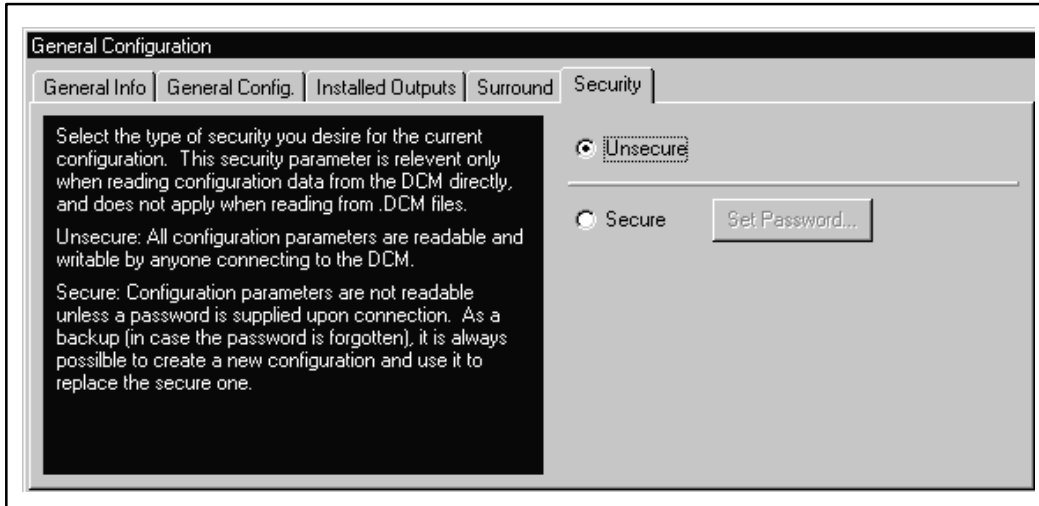 General Configuration
General Info
General Config.
Installed Outputs
Surround
Security
Select the type of security you desire for the current
configuration. This security parameter is relevent only
when reading configuration data from the DCM directly,
and does not apply when reading from .DCM files.
Unsecure: All configuration parameters are readable and
writable by anyone connecting to the DCM.
Secure: Configuration parameters are not readable
unless a password is supplied upon connection. As a
backup (in case the password is forgotten), it is always
possilble to create a new configuration and use it to
replace the secure one.
Unsecure
Secure
Set Password...